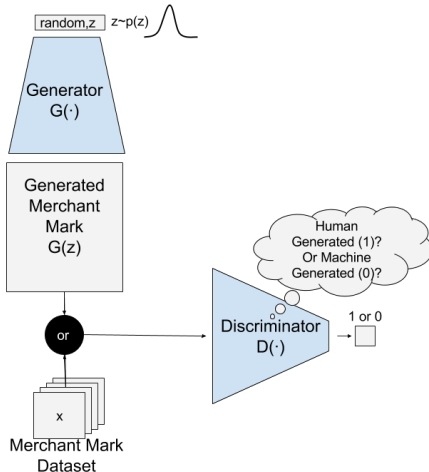 random,z z~p(z)
Generator
G(·)
Generated
Merchant
Mark
G(z)
or
x
Merchant Mark
Dataset
Human
Generated (1)?
Or Machine
Generated (0)?
Discriminator
D(·)
1 or 0